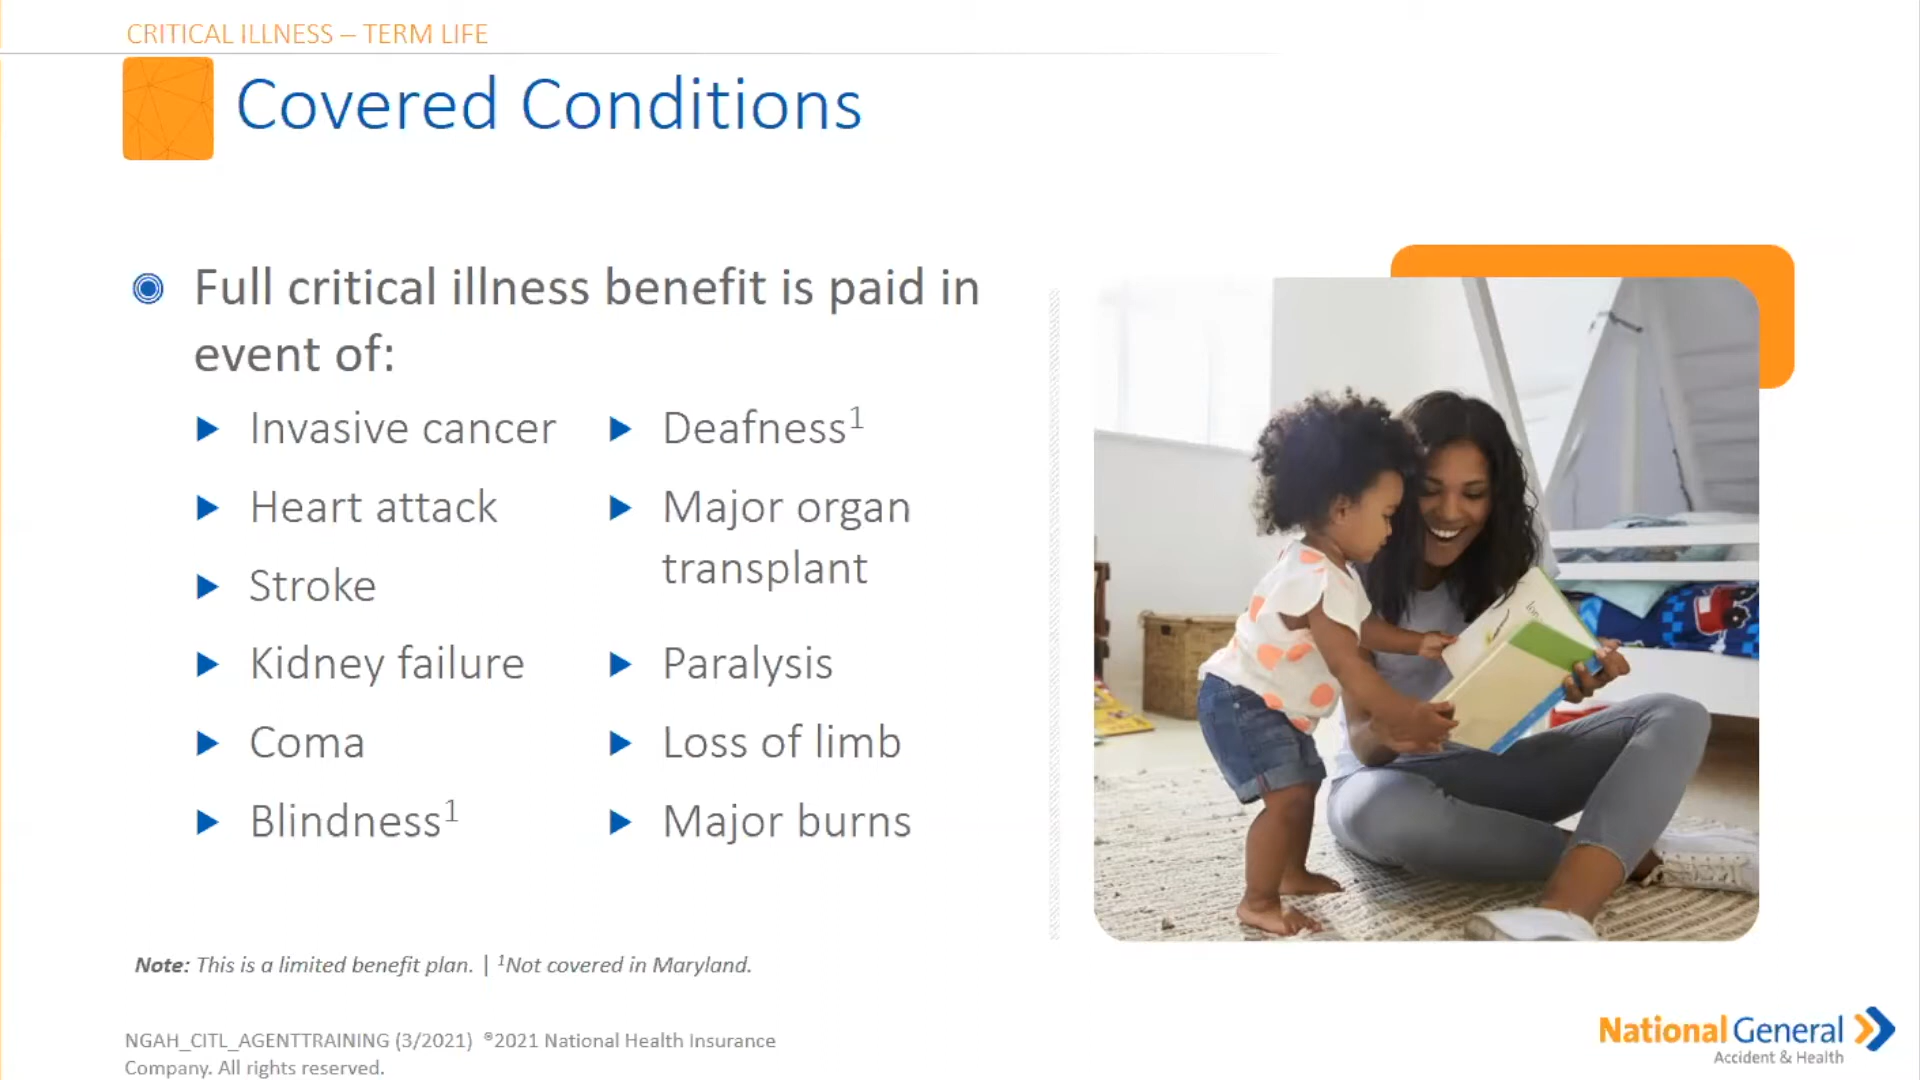 CRITICAL ILLNESS – TERM LIFE
Covered Conditions
Full critical illness benefit is paid in
event of:
Invasive cancer
Heart attack
Stroke
Kidney failure
Coma
Blindness¹
Deafness¹
Major organ
transplant
Paralysis
Loss of limb
Major burns
Note: This is a limited benefit plan. | ¹Not covered in Maryland.
NGAH_CITL_AGENTTRAINING (3/2021) ©2021 National Health Insurance
Company. All rights reserved.
National General
Accident & Health